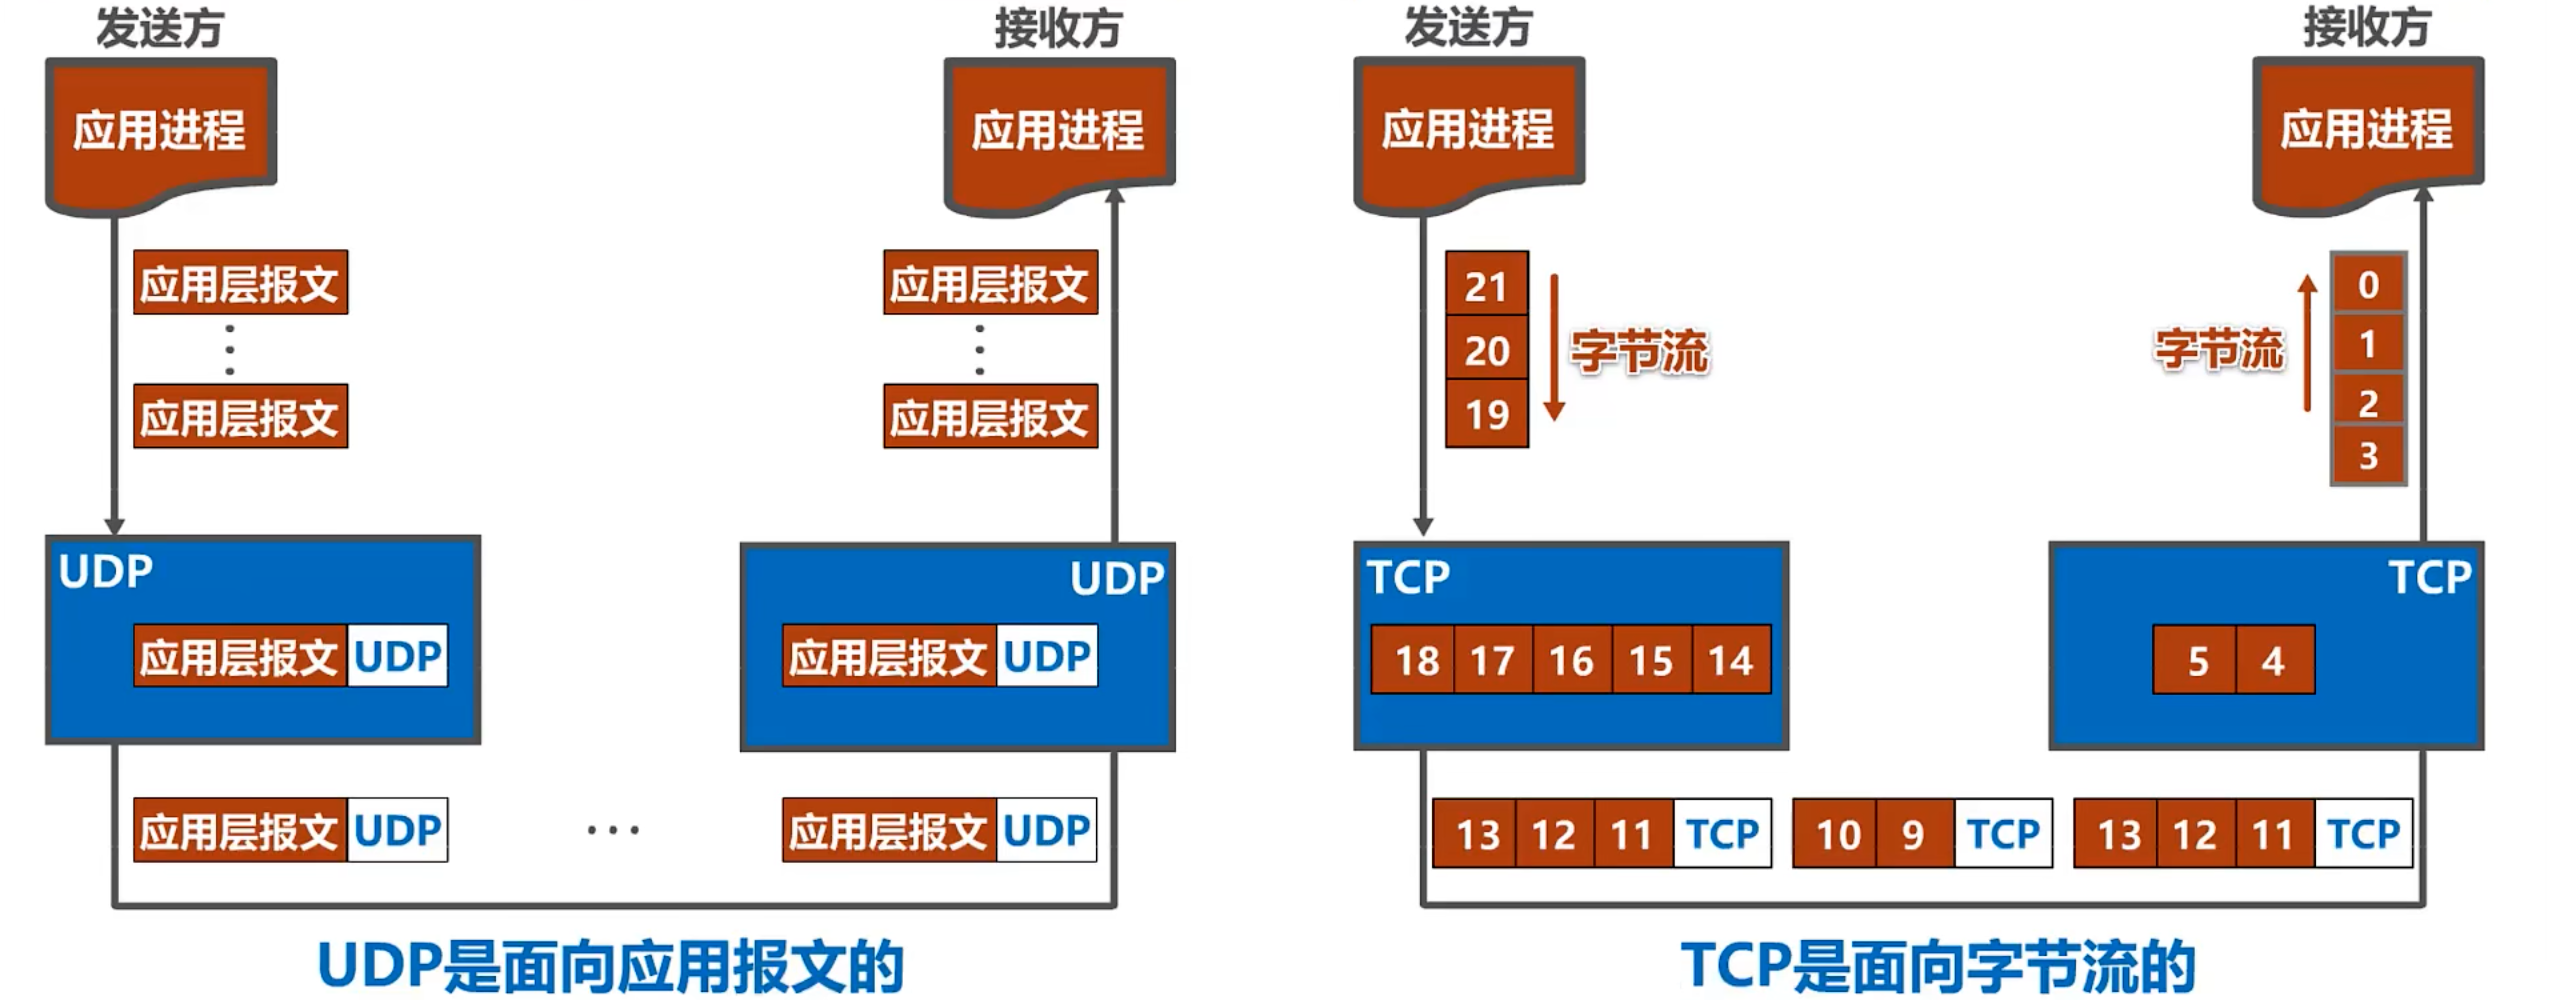 发送方
接收方
应用进程
应用进程
应用层报文
应用层报文
应用层报文
应用层报文
UDP
UDP
应用层报文 UDP
应用层报文 UDP
应用层报文 UDP
...
应用层报文 UDP
UDP是面向应用报文的
发送方
接收方
应用进程
应用进程
21
20
19
字节流
字节流
0
1
2
3
TCP
TCP
18 17 16 15 14
5 4
13 12 11 TCP
10 9 TCP
13 12 11 TCP
TCP是面向字节流的